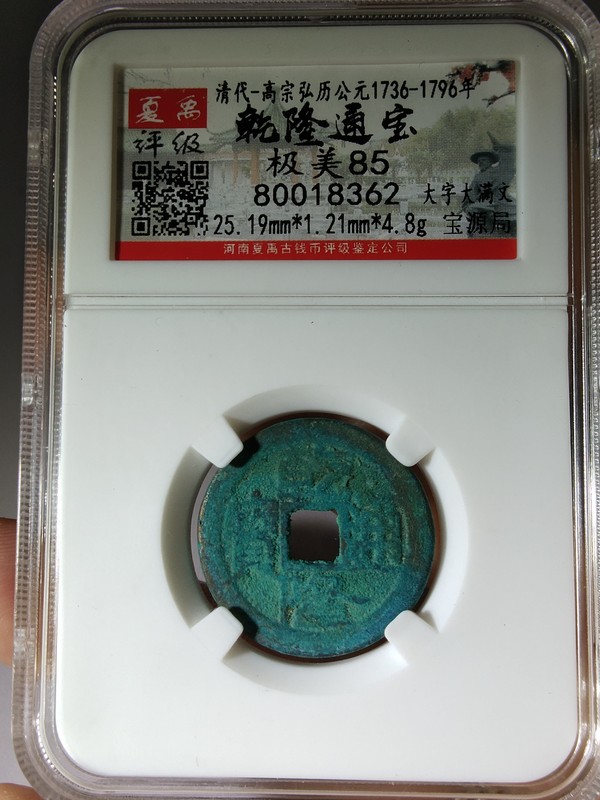 清代-高宗弘历公元1736-1796年
夏禹
评级
乾隆通宝
极美85
80018362 大字大满文
25.19mm*1.21mm*4.8g 宝源局
河南夏禹古钱币评级鉴定公司